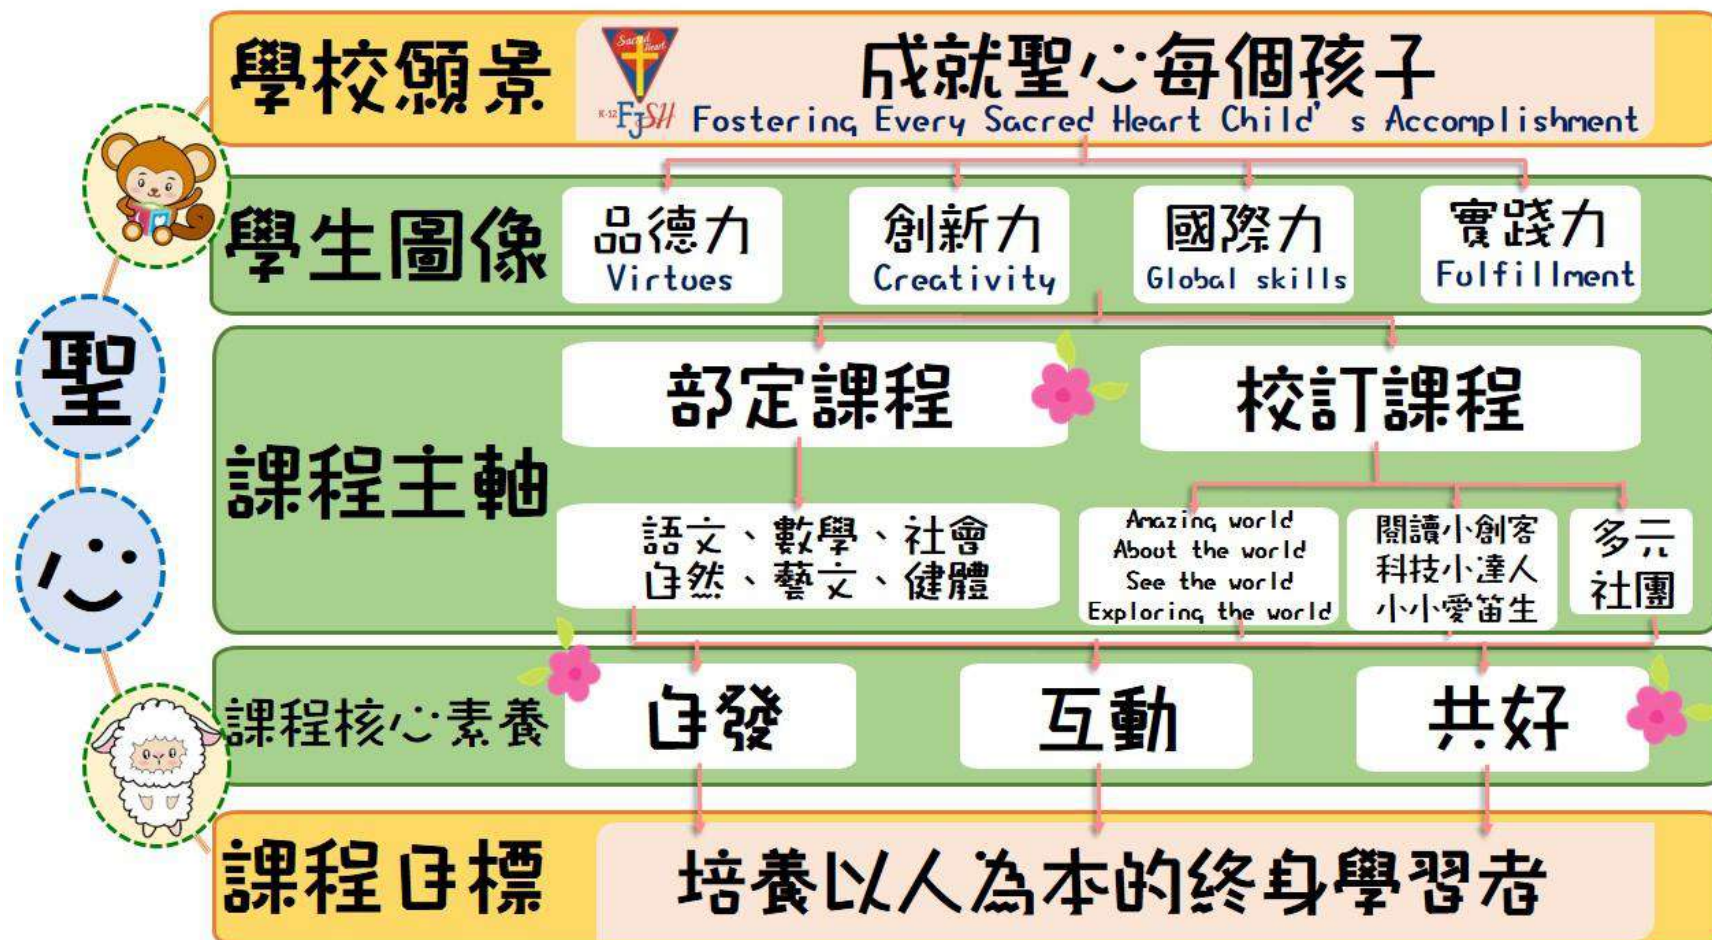 學校願景
Sacred Heart
K-12 FJSH
成就聖心每個孩子
Fostering Every Sacred Heart Child's Accomplishment
學生圖像
品德力
Virtues
創新力
Creativity
國際力
Global skills
實踐力
Fulfillment
聖
心
課程主軸
部定課程
校訂課程
語文、數學、社會
自然、藝文、健體
Amazing world
About the world
See the world
Exploring the world
閱讀小創客
科技小達人
小小愛笛生
多元
社團
課程核心素養
自發
互動
共好
課程目標
培養以人為本的终身學習者